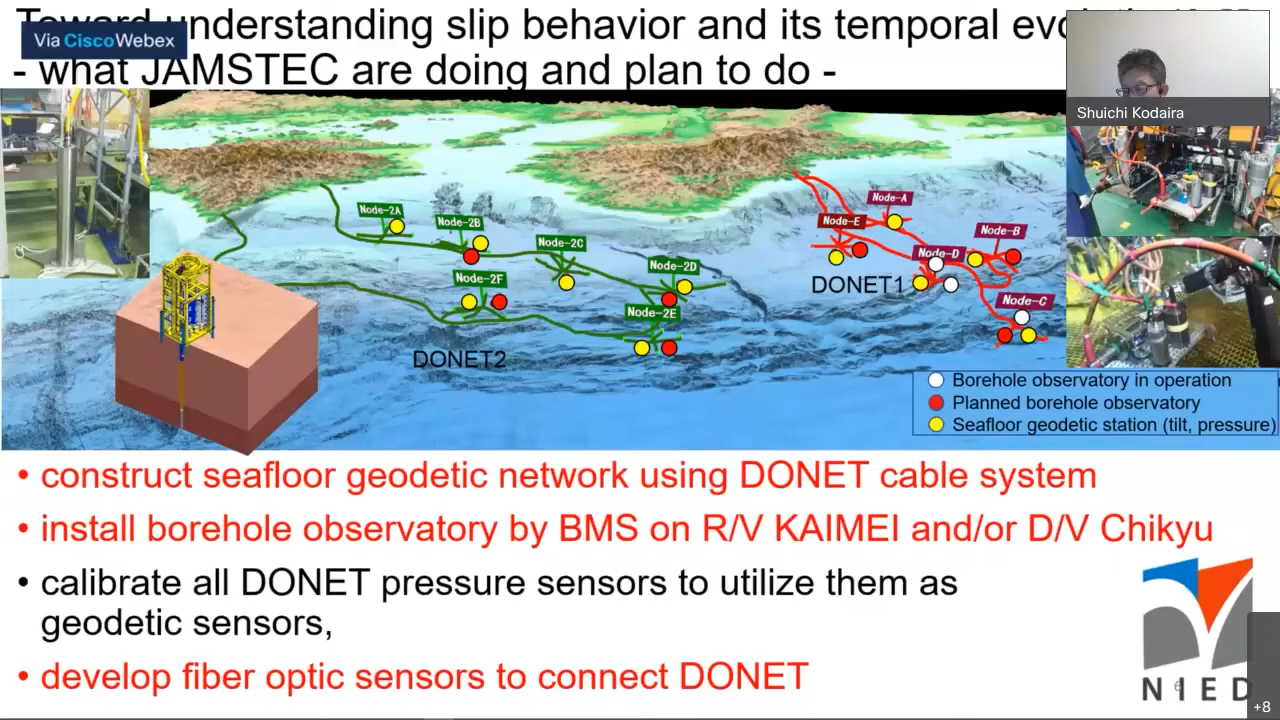 Toward understanding slip behavior and its temporal
Via Cisco Webex
- what JAMSTEC are doing and plan to do -
Shuichi Kodaira
Node-2A
Node-2B
Node-2C
Node-2D
Node-2E
Node-2F
DONET2
Node-A
Node-E
Node-B
Node-D
DONET1
Node-C
Borehole observatory in operation
Planned borehole observatory
Seafloor geodetic station (tilt, pressure)
• construct seafloor geodetic network using DONET cable system
• install borehole observatory by BMS on R/V KAIMEI and/or D/V Chikyu
• calibrate all DONET pressure sensors to utilize them as
geodetic sensors,
• develop fiber optic sensors to connect DONET
NIED
+8